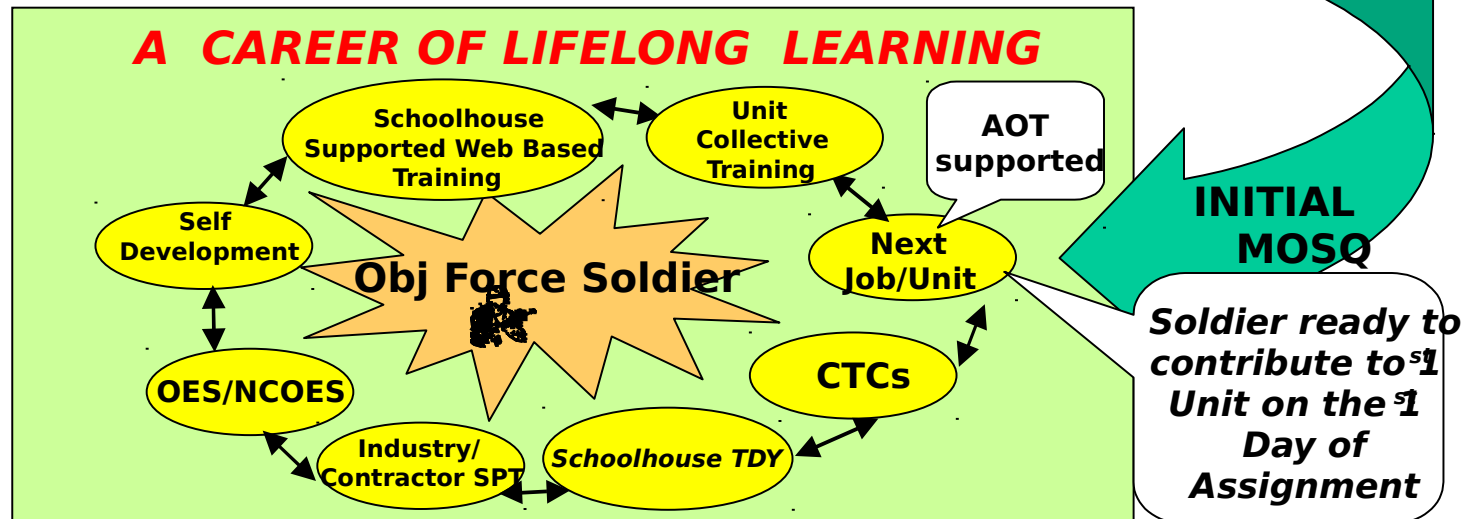 A CAREER OF LIFELONG LEARNING
Schoolhouse
Supported Web Based
Training
Unit
Collective
Training
AOT
supported
INITIAL
MOSQ
Self
Development
Obj Force Soldier
Next
Job/Unit
Soldier ready to
contribute to 1st
Unit on the 1st
Day of
Assignment
OES/NCOES
CTCs
Industry/
Contractor SPT
Schoolhouse TDY